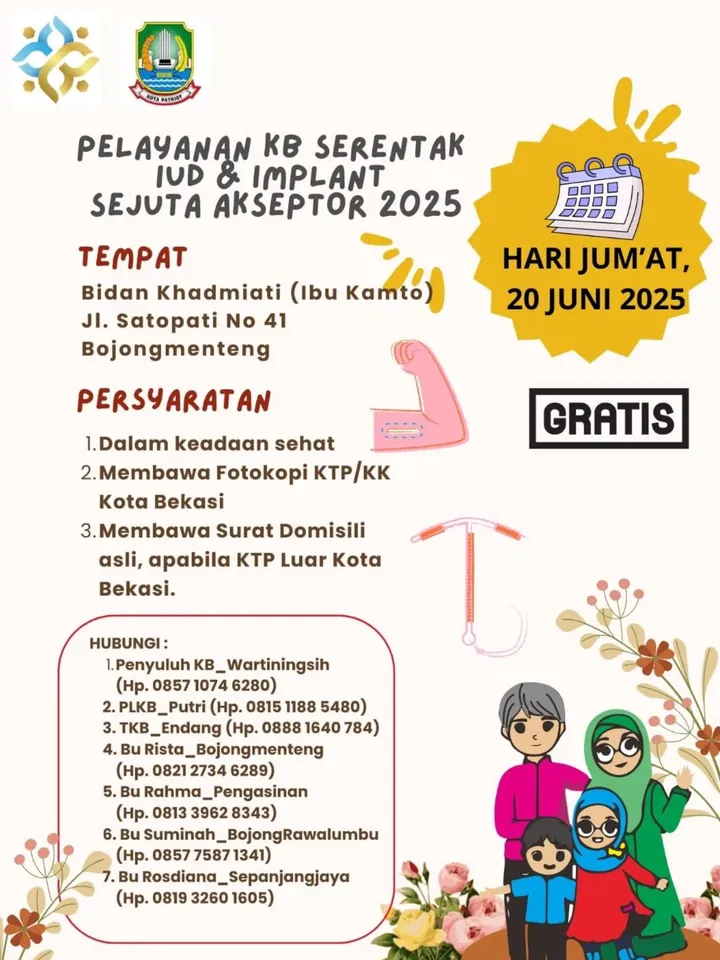 KOTA PATRIOT
PELAYANAN KB SERENTAK
IUD & IMPLANT
SEJUTA AKSEPTOR 2025
TEMPAT
Bidan Khadmiati (Ibu Kamto)
Jl. Satopati No 41
Bojongmenteng
HARI JUM'AT,
20 JUNI 2025
GRATIS
PERSYARATAN
1. Dalam keadaan sehat
2. Membawa Fotokopi KTP/KK
Kota Bekasi
3. Membawa Surat Domisili
asli, apabila KTP Luar Kota
Bekasi.
HUBUNGI :
1. Penyuluh KB_Wartiningsih
(Hp. 0857 1074 6280)
2. PLKB_Putri (Hp. 0815 1188 5480)
3. TKB_Endang (Hp. 0888 1640 784)
4. Bu Rista_Bojongmenteng
(Hp. 0821 2734 6289)
5. Bu Rahma_Pengasinan
(Hp. 0813 3962 8343)
6. Bu Suminah_BojongRawalumbu
(Hp. 0857 7587 1341)
7. Bu Rosdiana_Sepanjangjaya
(Hp. 0819 3260 1605)